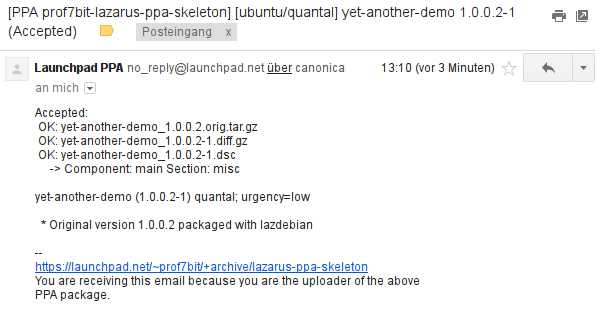 [PPA prof7bit-lazarus-ppa-skeleton] [ubuntu/quantal] yet-another-demo 1.0.0.2-1
(Accepted) Posteingang x
Launchpad PPA no_reply@launchpad.net über canonica 13:10 (vor 3 Minuten)
an mich
Accepted:
OK: yet-another-demo_1.0.0.2.orig.tar.gz
OK: yet-another-demo_1.0.0.2-1.diff.gz
OK: yet-another-demo_1.0.0.2-1.dsc
-> Component: main Section: misc
yet-another-demo (1.0.0.2-1) quantal; urgency=low
* Original version 1.0.0.2 packaged with lazdebian
--
https://launchpad.net/~prof7bit/+archive/lazarus-ppa-skeleton
You are receiving this email because you are the uploader of the above
PPA package.